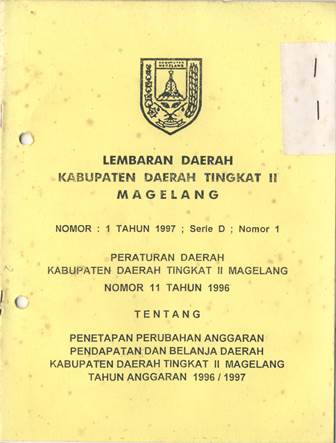 KABUPATEN
MAGELANG
LEMBARAN DAERAH
KABUPATEN DAERAH TINGKAT II
MAGELANG
NOMOR : 1 TAHUN 1997 ; Serie D ; Nomor 1
PERATURAN DAERAH
KABUPATEN DAERAH TINGKAT II MAGELANG
NOMOR 11 TAHUN 1996
TENTANG
PENETAPAN PERUBAHAN ANGGARAN
PENDAPATAN DAN BELANJA DAERAH
KABUPATEN DAERAH TINGKAT II MAGELANG
TAHUN ANGGARAN 1996 / 1997